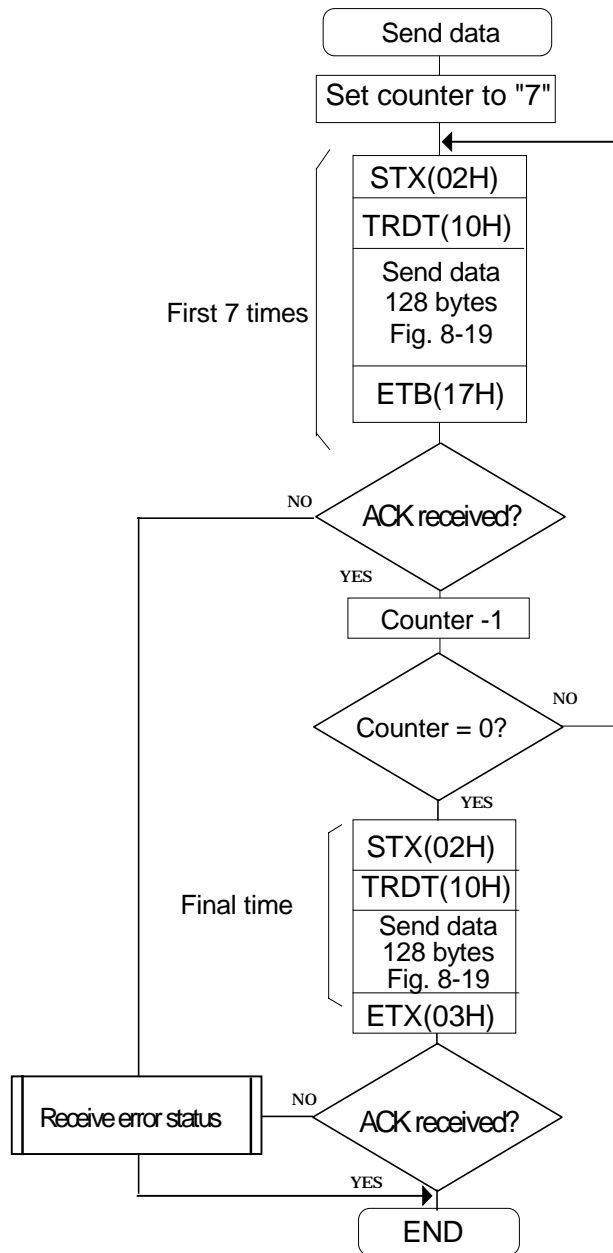 Send data
Set counter to "7"
STX(02H)
TRDT(10H)
Send data
128 bytes
Fig. 8-19
First 7 times
ETB(17H)
NO
ACK received?
YES
Counter -1
NO
Counter = 0?
YES
STX(02H)
TRDT(10H)
Final time
Send data
128 bytes
Fig. 8-19
ETX(03H)
NO
Receive error status
ACK received?
YES
END